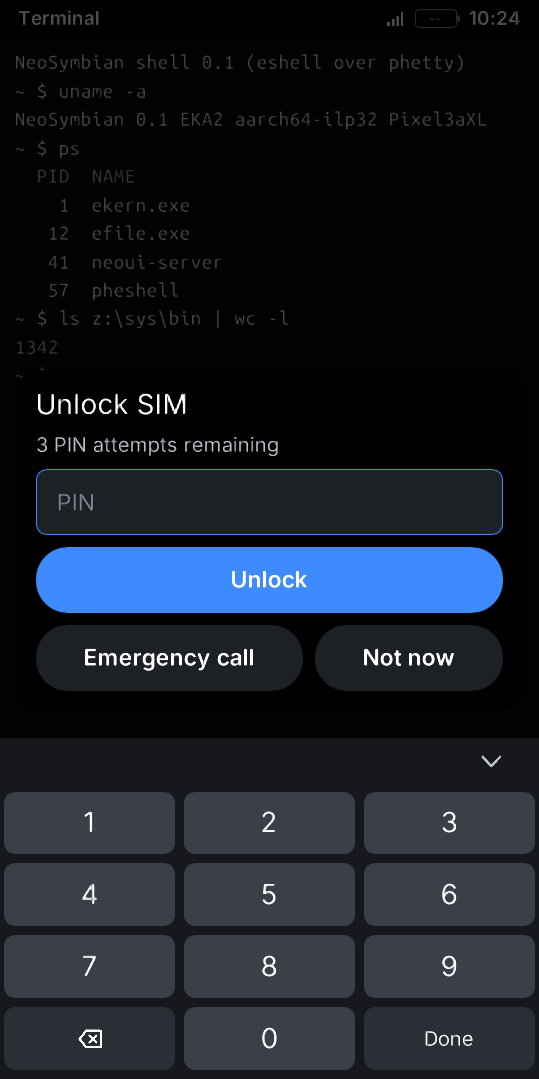 Terminal -- 10:24
NeoSymbian shell 0.1 (eshell over phetty)
~ $ uname -a
NeoSymbian 0.1 EKA2 aarch64-ilp32 Pixel3aXL
~ $ ps
PID NAME
1 ekern.exe
12 efile.exe
41 neoui-server
57 pheshell
~ $ ls z:\sys\bin | wc -l
1342
Unlock SIM
3 PIN attempts remaining
PIN
Unlock
Emergency call Not now
1 2 3
4 5 6
7 8 9
0 Done